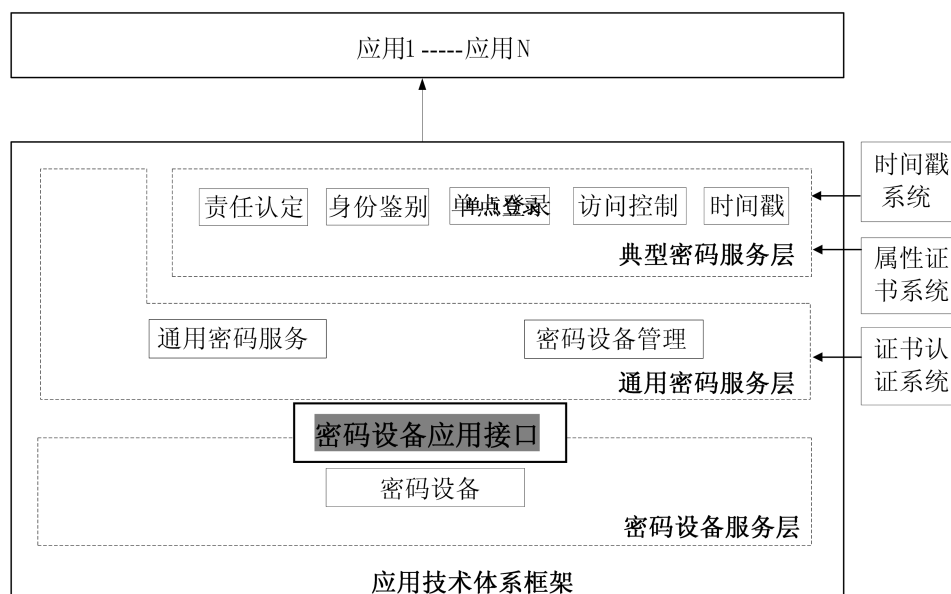 应用1 -----应用N
责任认定
身份鉴别
单点登录
访问控制
时间戳
典型密码服务层
时间戳
系统
属性证
书系统
通用密码服务
密码设备管理
通用密码服务层
证书认
证系统
密码设备应用接口
密码设备
密码设备服务层
应用技术体系框架